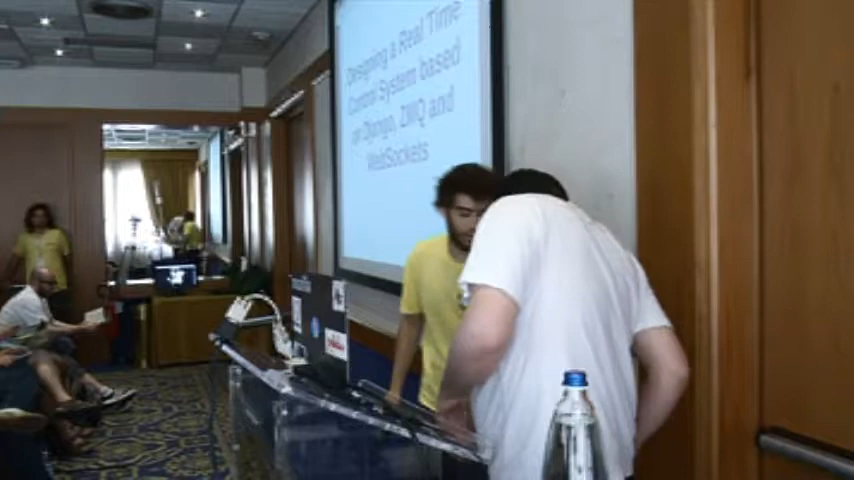 Designing a Real Time
Control System based
on Django, ZMQ and
WebSockets